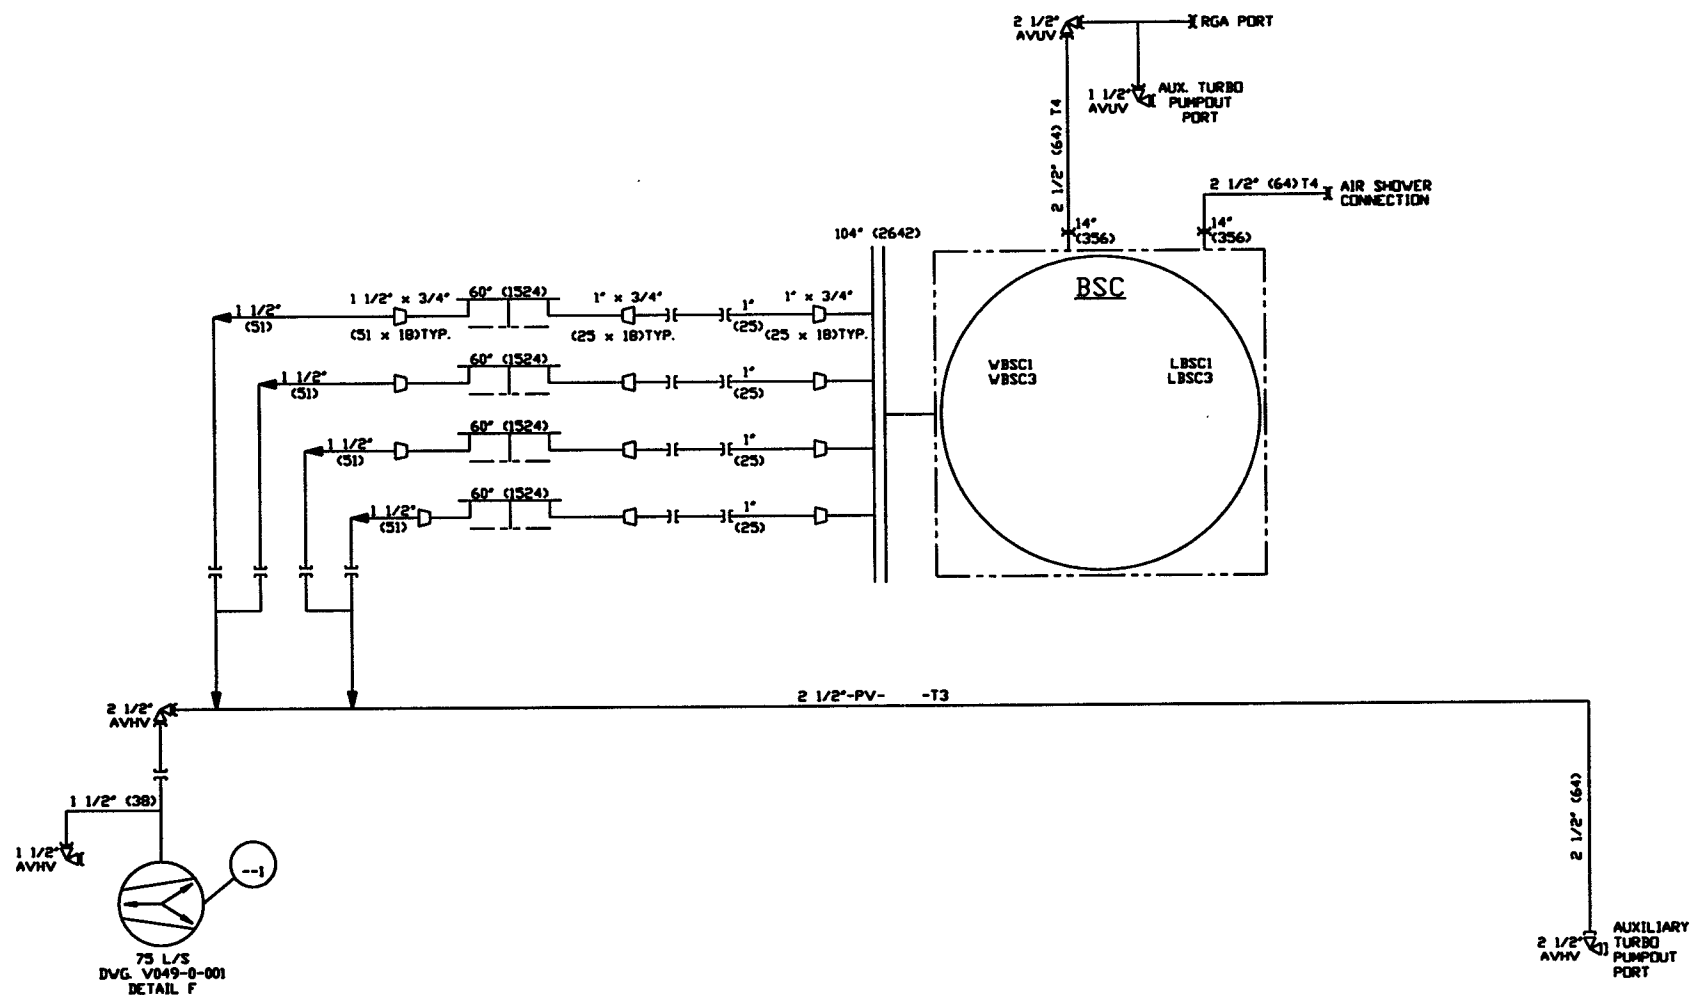 2 1/2"
AVUV
RGA PORT
1 1/2"
AVUV
AUX. TURBO
PUMPOUT
PORT
2 1/2" (64) T4
2 1/2" (64) T4
AIR SHOWER
CONNECTION
14"
(356)
14"
(356)
104" (2642)
BSC
WBSC1
WBSC3
LBSC1
LBSC3
1 1/2"
(51)
1 1/2" x 3/4"
(51 x 18)TYP.
60" (1524)
1" x 3/4"
(25 x 18)TYP.
1"
(25)
1" x 3/4"
(25 x 18)TYP.
1 1/2"
(51)
60" (1524)
1"
(25)
1 1/2"
(51)
60" (1524)
1"
(25)
1 1/2"
(51)
60" (1524)
1"
(25)
2 1/2"-PV- -T3
2 1/2"
AVHV
1 1/2" (38)
1 1/2"
AVHV
--1
75 L/S
DWG. V049-0-001
DETAIL F
2 1/2" (64)
2 1/2"
AVHV
AUXILIARY
TURBO
PUMPOUT
PORT